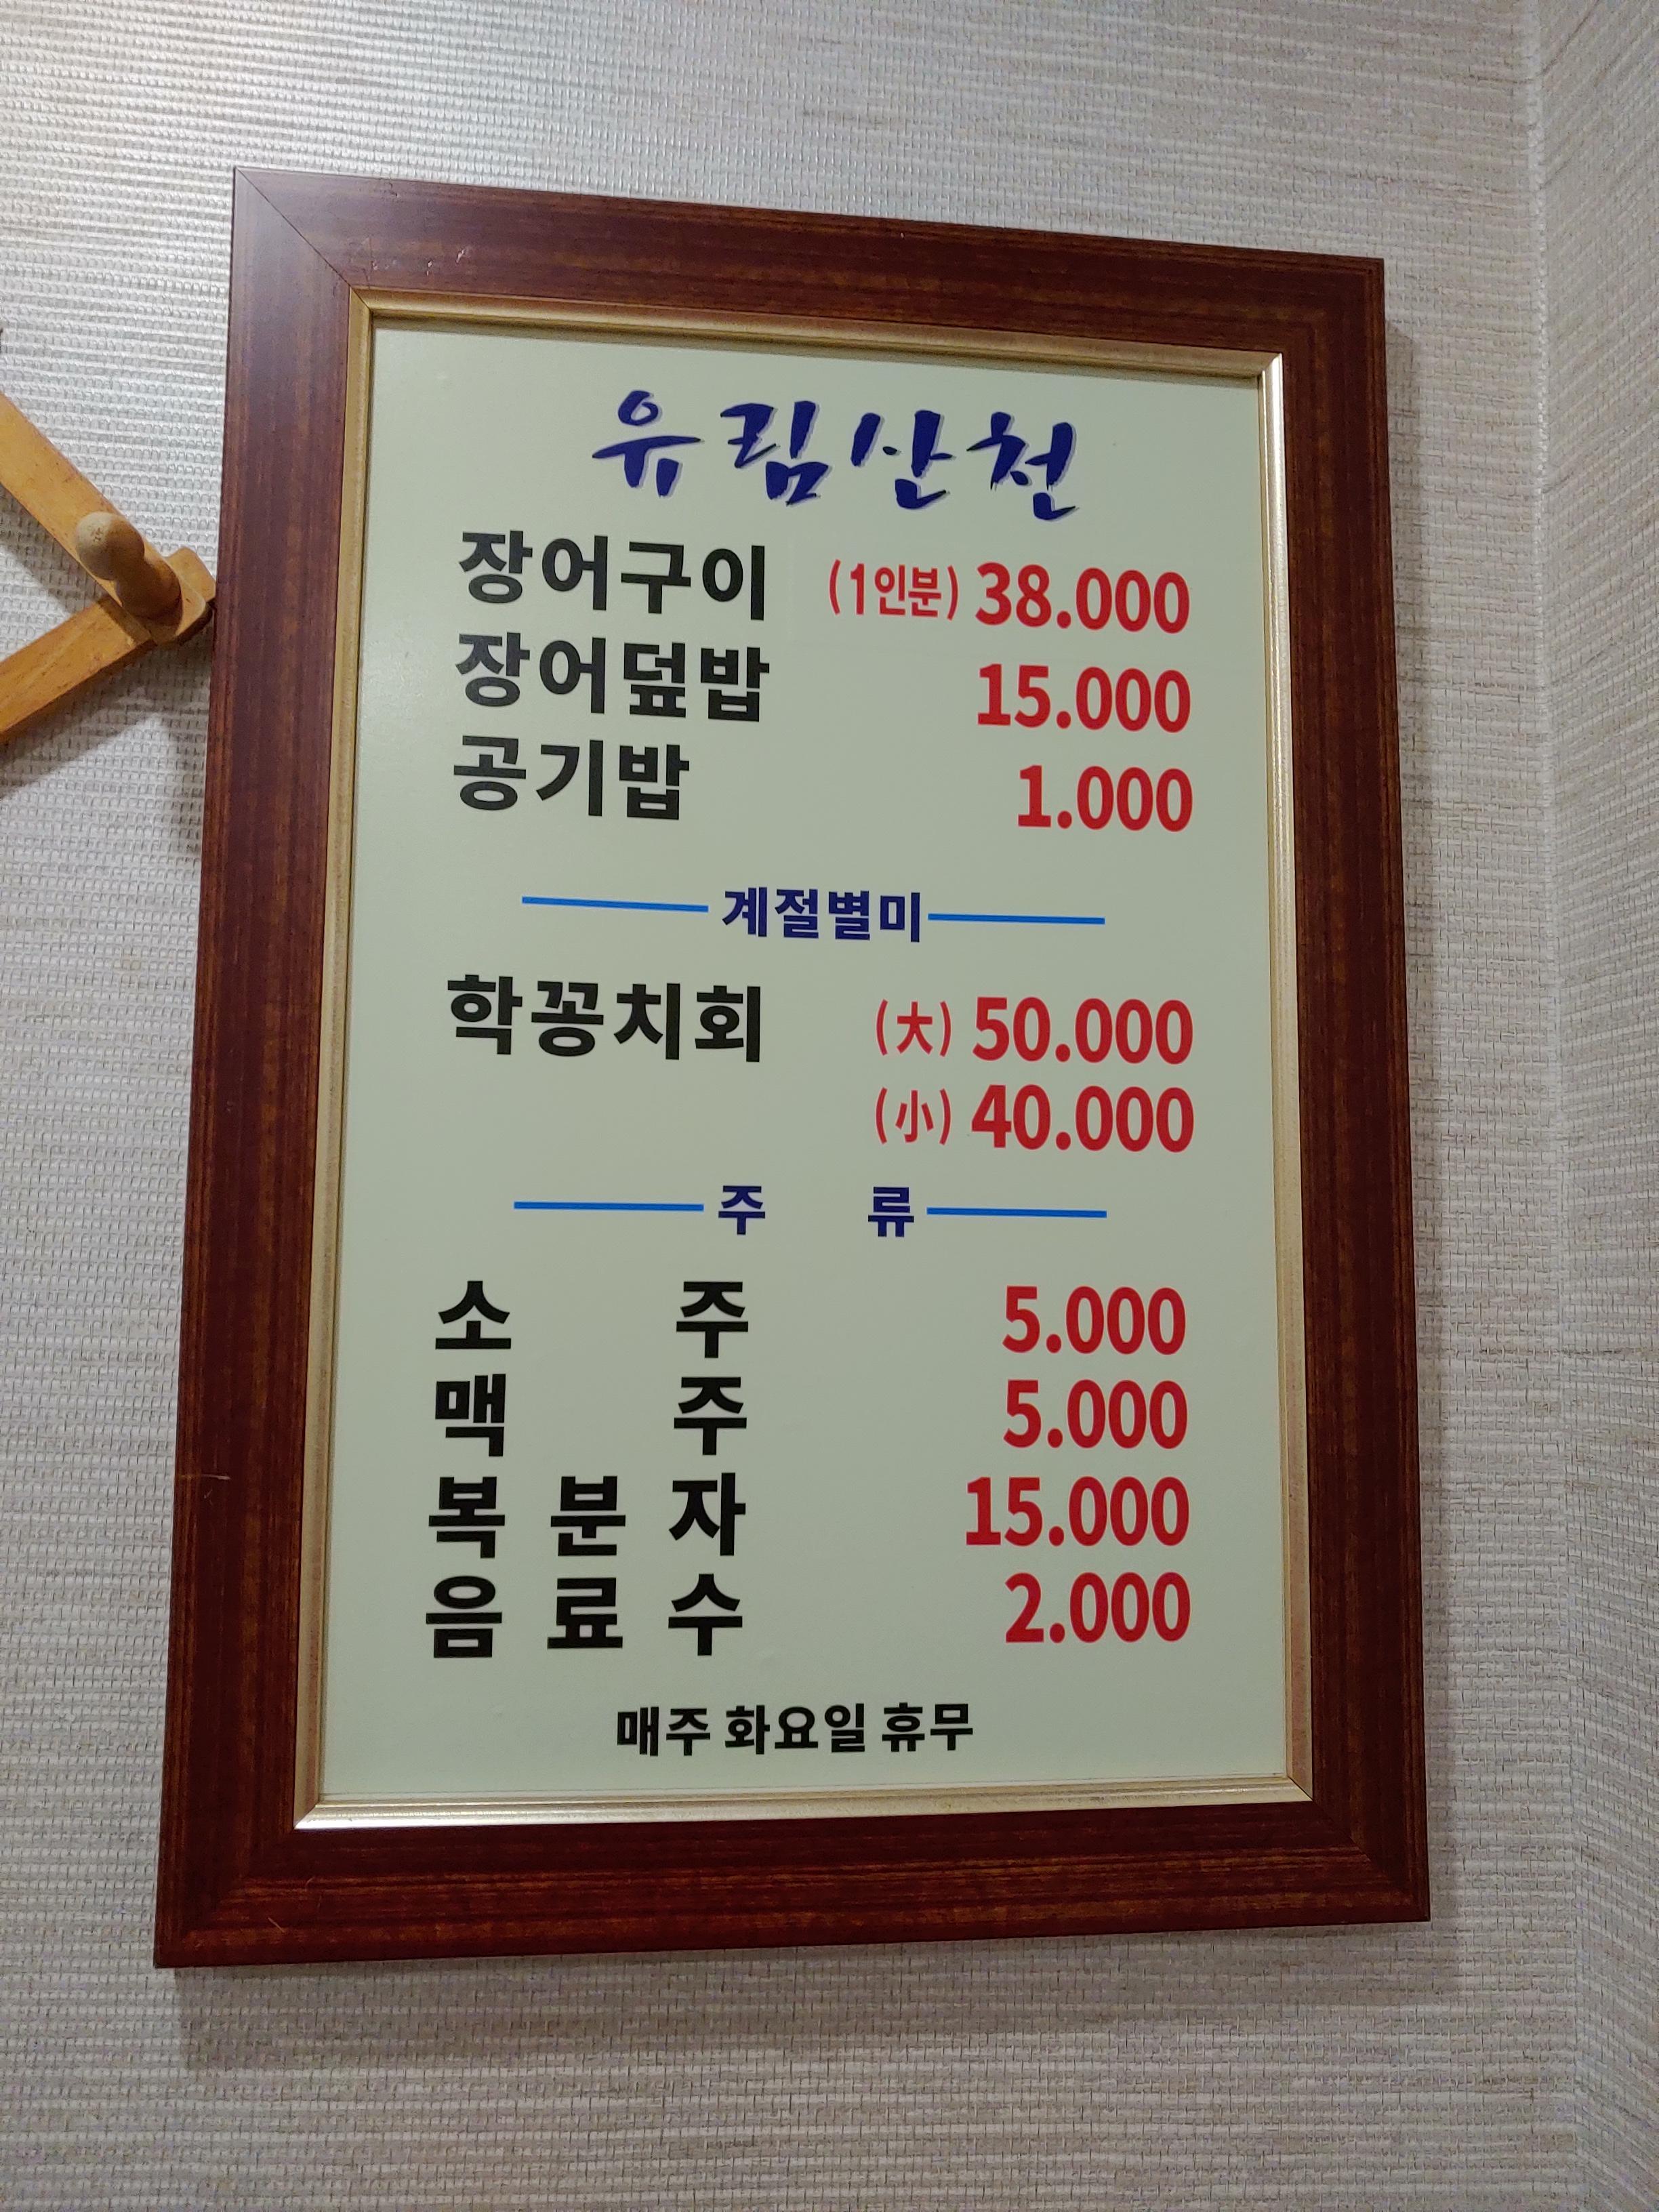 유림산천
장어구이 (1인분) 38.000
장어덮밥 15.000
공기밥 1.000
계절별미
학꽁치회 (大) 50.000
(小) 40.000
주 류
소 주 5.000
맥 주 5.000
복 분 자 15.000
음 료 수 2.000
매주 화요일 휴무